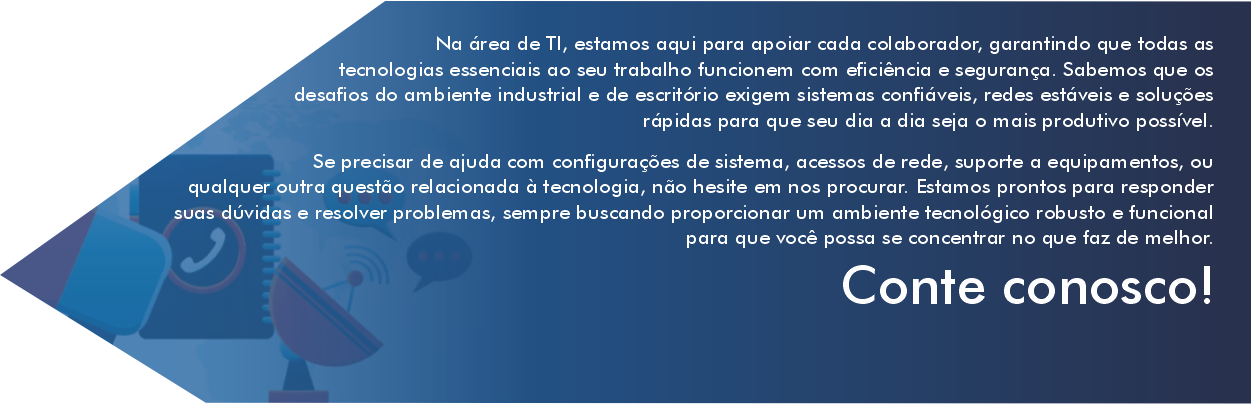 Na área de TI, estamos aqui para apoiar cada colaborador, garantindo que todas as
tecnologias essenciais ao seu trabalho funcionem com eficiência e segurança. Sabemos que os
desafios do ambiente industrial e de escritório exigem sistemas confiáveis, redes estáveis e soluções
rápidas para que seu dia a dia seja o mais produtivo possível.
Se precisar de ajuda com configurações de sistema, acessos de rede, suporte a equipamentos, ou
qualquer outra questão relacionada à tecnologia, não hesite em nos procurar. Estamos prontos para responder
suas dúvidas e resolver problemas, sempre buscando proporcionar um ambiente tecnológico robusto e funcional
para que você possa se concentrar no que faz de melhor.
Conte conosco!